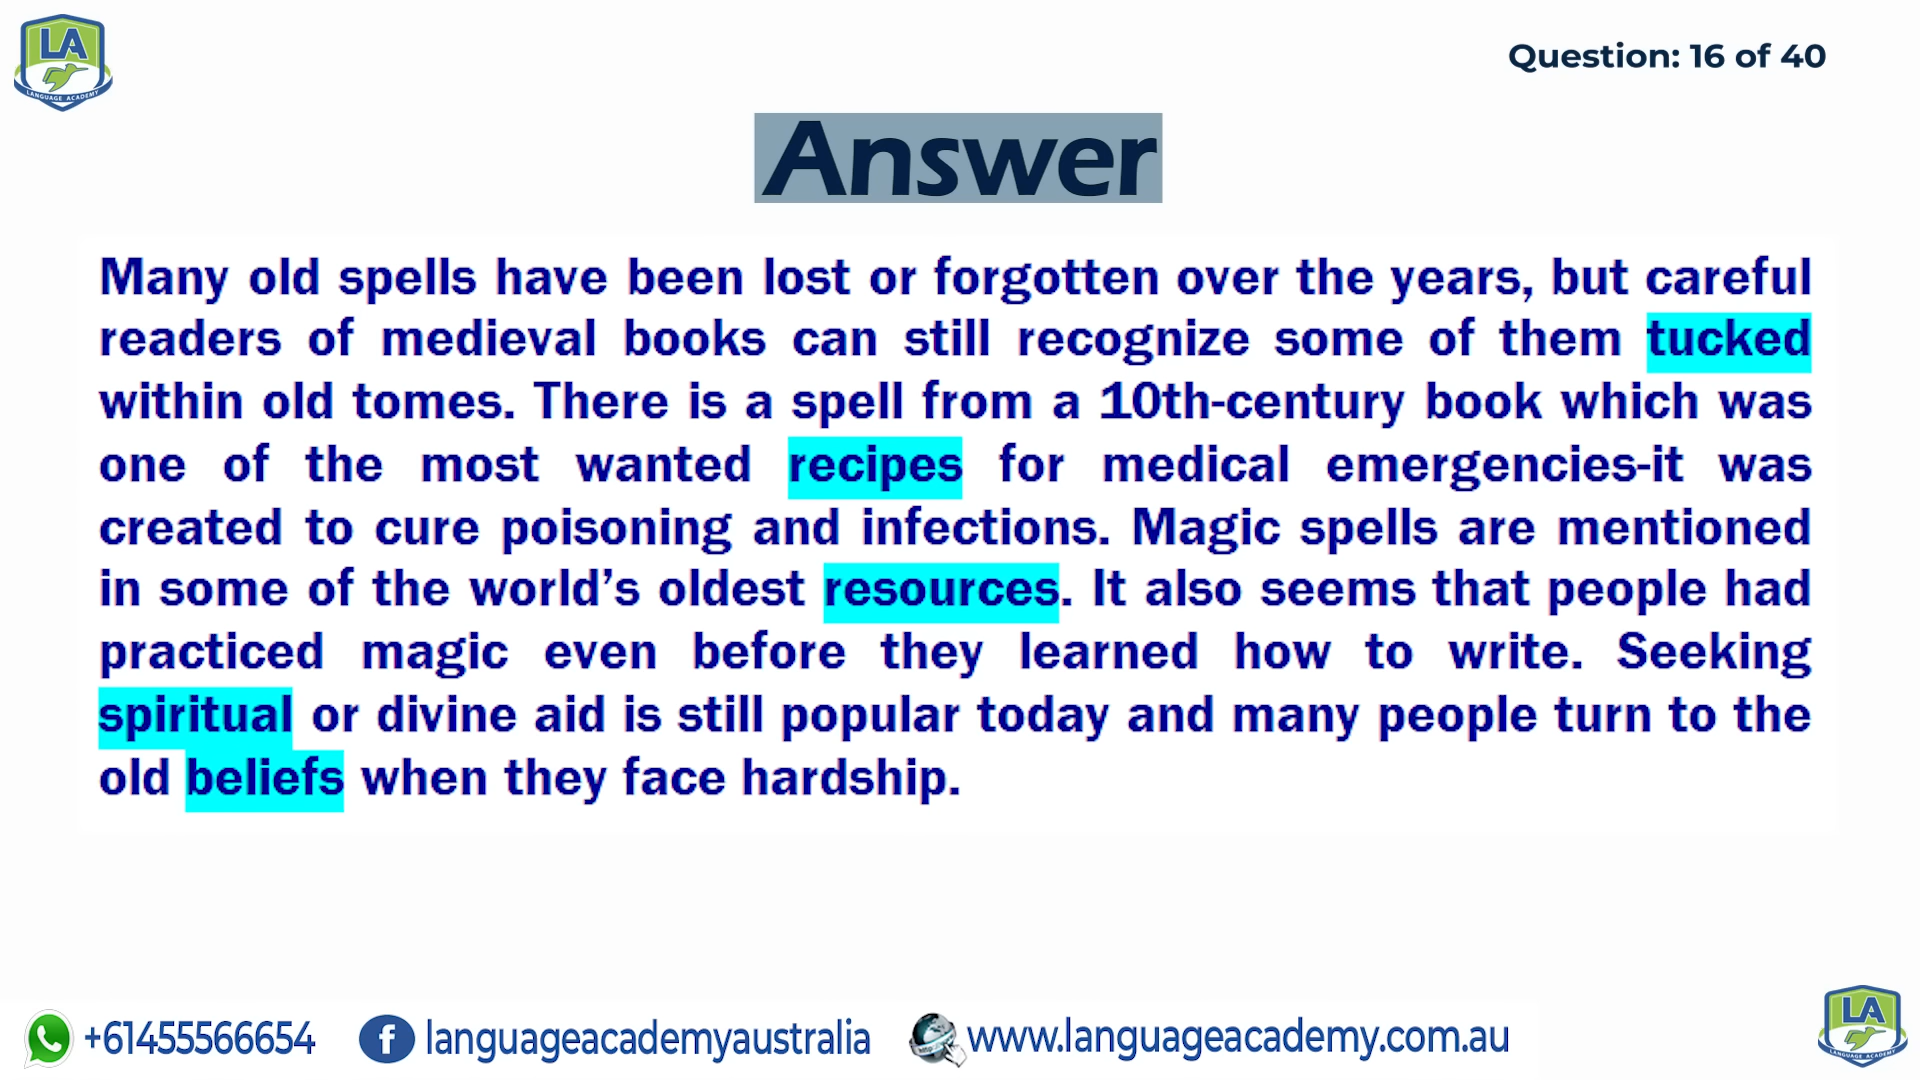 LA
LANGUAGE ACADEMY
Question: 16 of 40
Answer
Many old spells have been lost or forgotten over the years, but careful
readers of medieval books can still recognize some of them tucked
within old tomes. There is a spell from a 10th-century book which was
one of the most wanted recipes for medical emergencies-it was
created to cure poisoning and infections. Magic spells are mentioned
in some of the world’s oldest resources. It also seems that people had
practiced magic even before they learned how to write. Seeking
spiritual or divine aid is still popular today and many people turn to the
old beliefs when they face hardship.
+61455566654
languageacademyaustralia
www.languageacademy.com.au
LA
LANGUAGE ACADEMY